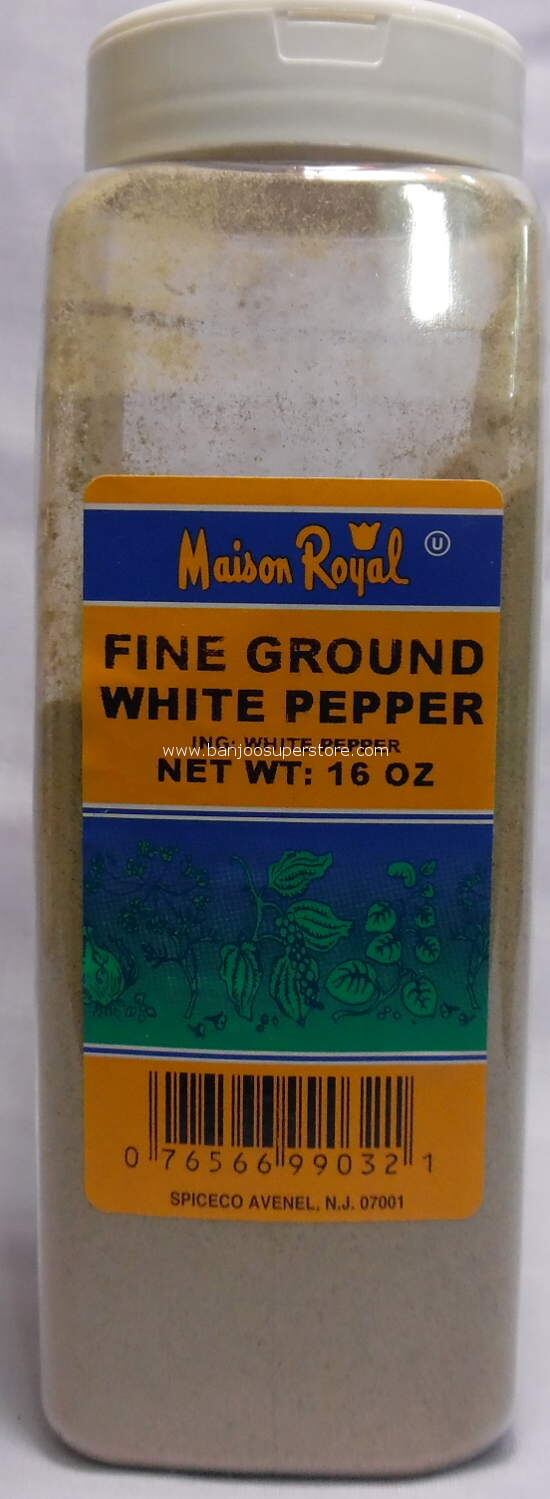 Maison Royal U
FINE GROUND
WHITE PEPPER
ING: WHITE PEPPER
www.banjoosuperstore.com
NET WT: 16 OZ
0 76566 99032 1
SPICECO AVENEL, N.J. 07001